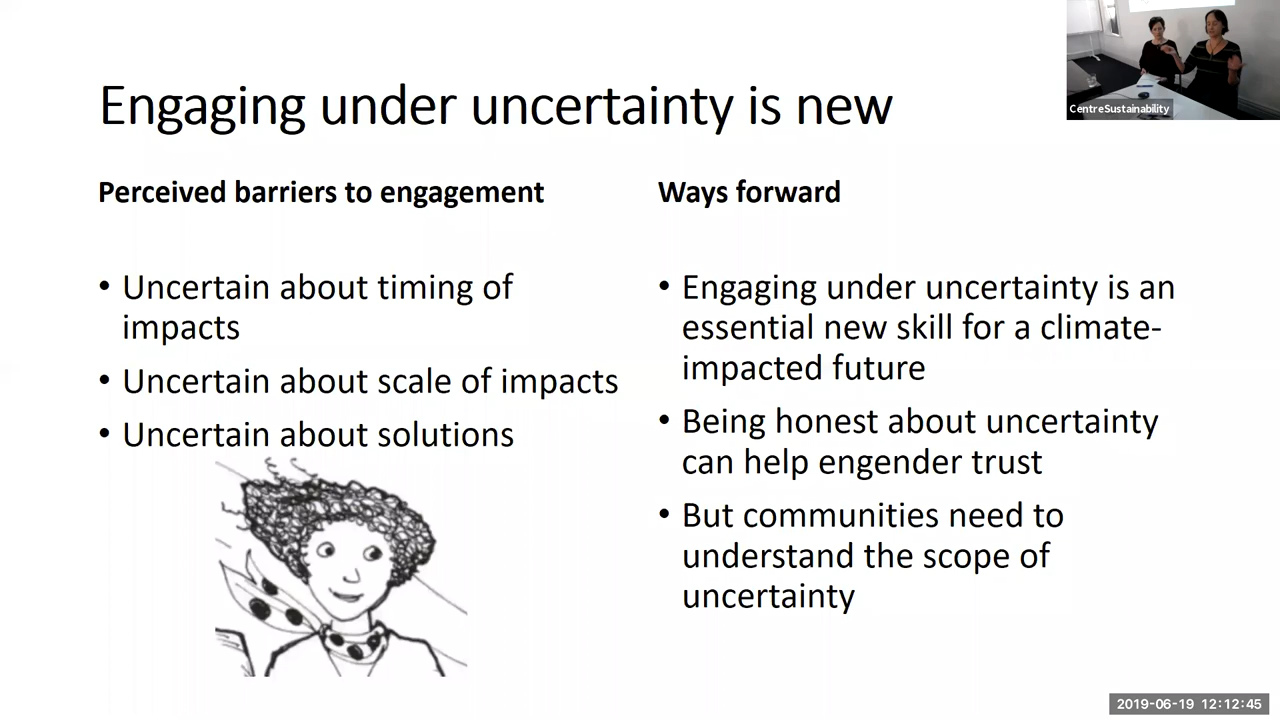 Engaging under uncertainty is new
CentreSustainability
Perceived barriers to engagement
• Uncertain about timing of
impacts
• Uncertain about scale of impacts
• Uncertain about solutions
Ways forward
• Engaging under uncertainty is an
essential new skill for a climate-
impacted future
• Being honest about uncertainty
can help engender trust
• But communities need to
understand the scope of
uncertainty
2019-06-19 12:12:45